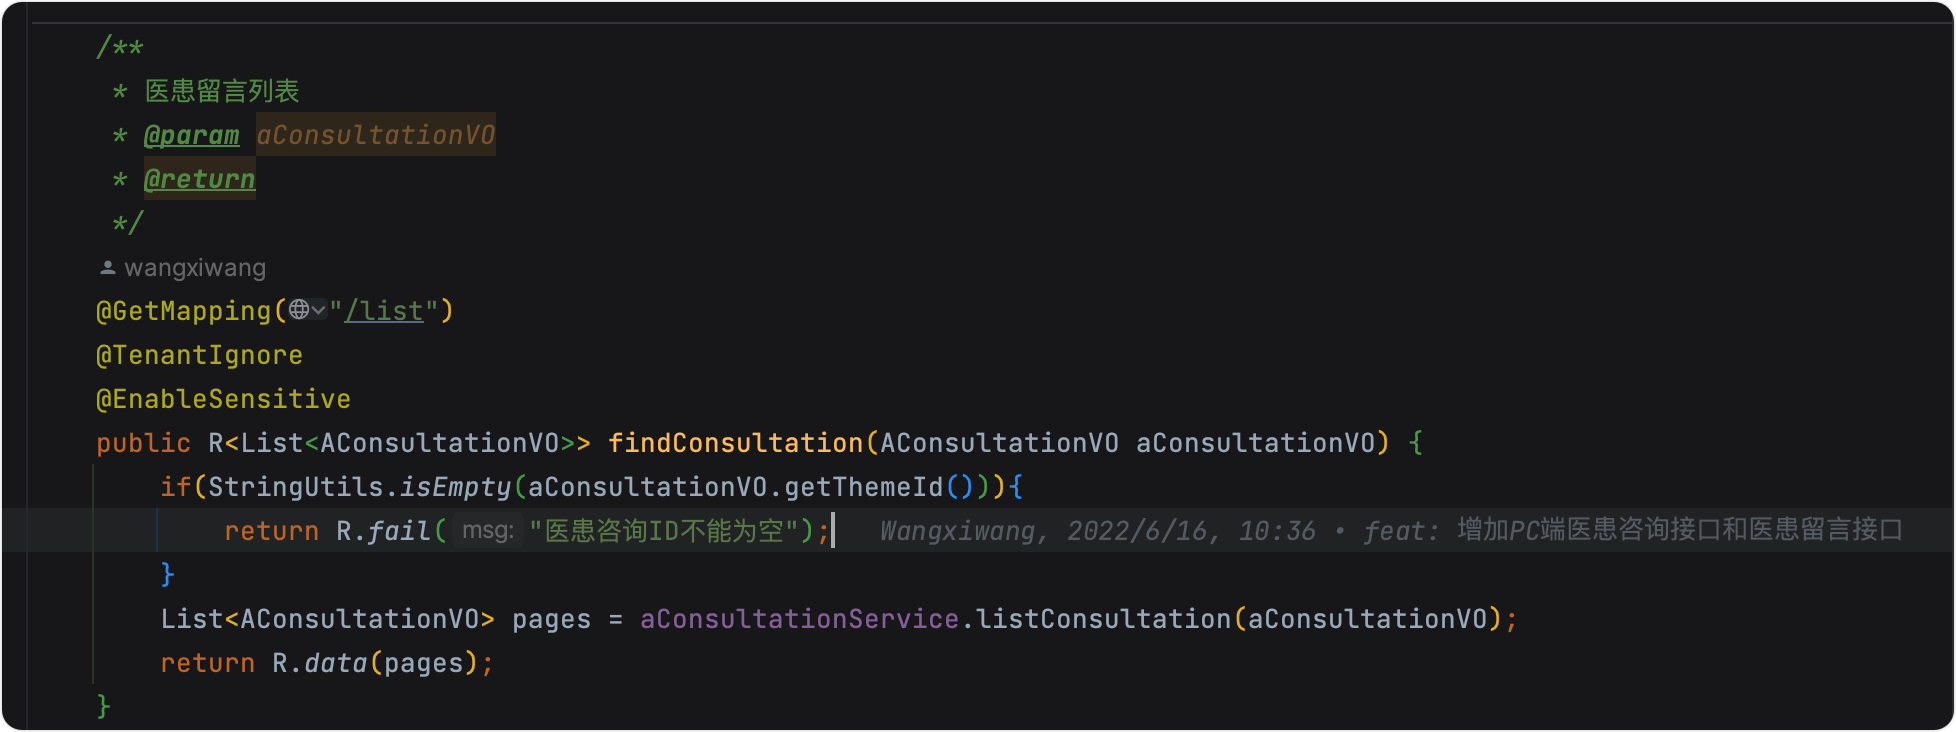 /**
* 医患留言列表
* @param aConsultationVO
* @return
*/
wangxiwang
@GetMapping("/list")
@TenantIgnore
@EnableSensitive
public R<List<AConsultationVO>> findConsultation(AConsultationVO aConsultationVO) {
if(StringUtils.isEmpty(aConsultationVO.getThemeId())){
return R.fail( msg: "医患咨询ID不能为空"); Wangxiwang, 2022/6/16, 10:36 • feat: 增加PC端医患咨询接口和医患留言接口
}
List<AConsultationVO> pages = aConsultationService.listConsultation(aConsultationVO);
return R.data(pages);
}